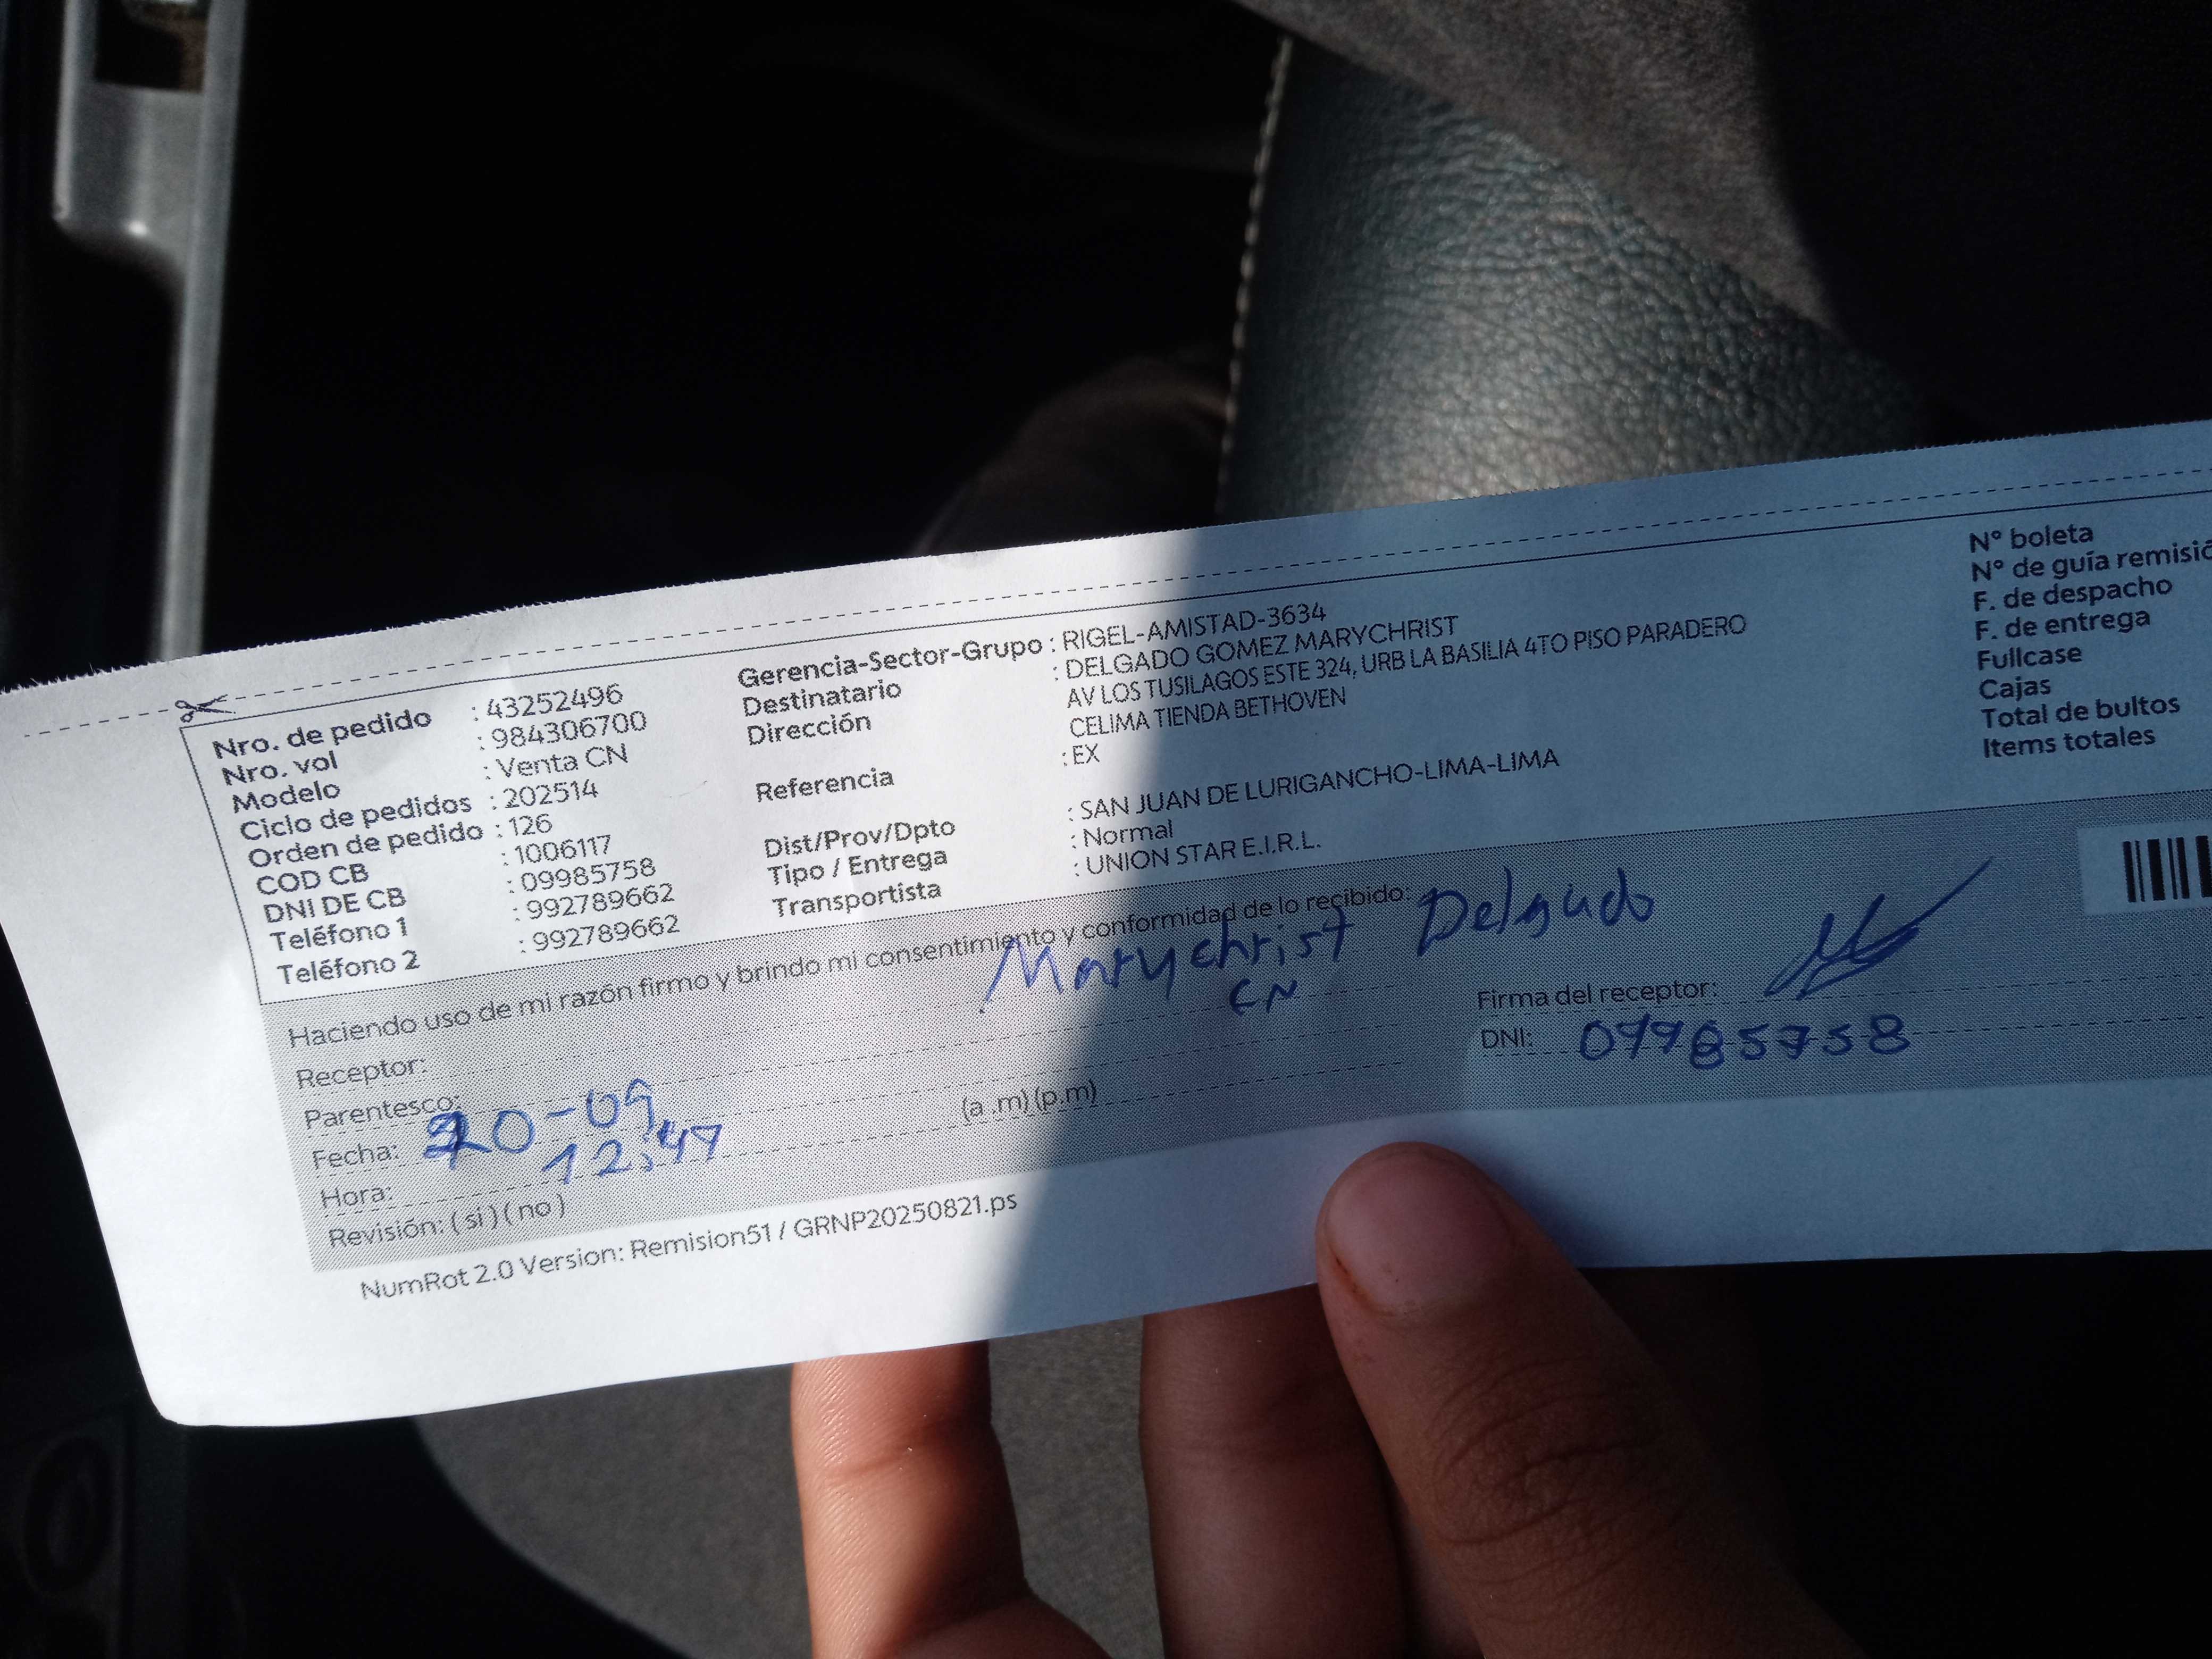 Nro. de pedido : 43252496
Nro. vol : 984306700
Modelo : Venta CN
Ciclo de pedidos : 202514
Orden de pedido : 126
COD CB : 1006117
DNI DE CB : 09985758
Teléfono 1 : 992789662
Teléfono 2 : 992789662
Gerencia-Sector-Grupo : RIGEL-AMISTAD-3634
Destinatario : DELGADO GOMEZ MARYCHRIST
Dirección AV LOS TUSILAGOS ESTE 324, URB LA BASILIA 4TO PISO PARADERO
CELIMA TIENDA BETHOVEN
Referencia : EX
Dist/Prov/Dpto : SAN JUAN DE LURIGANCHO-LIMA-LIMA
Tipo / Entrega : Normal
Transportista : UNION STAR E.I.R.L.
N° boleta
N° de guía remisió
F. de despacho
F. de entrega
Fullcase
Cajas
Total de bultos
Items totales
Haciendo uso de mi razón firmo y brindo mi consentimiento y conformidad de lo recibido:
Receptor: Marychrist Delgado
Parentesco: CN
Fecha: 20-09
Hora: 12:47 (a .m) (p.m)
Revisión: ( si ) ( no )
Firma del receptor:
DNI: 09985758
NumRot 2.0 Version: Remision51 / GRNP20250821.ps